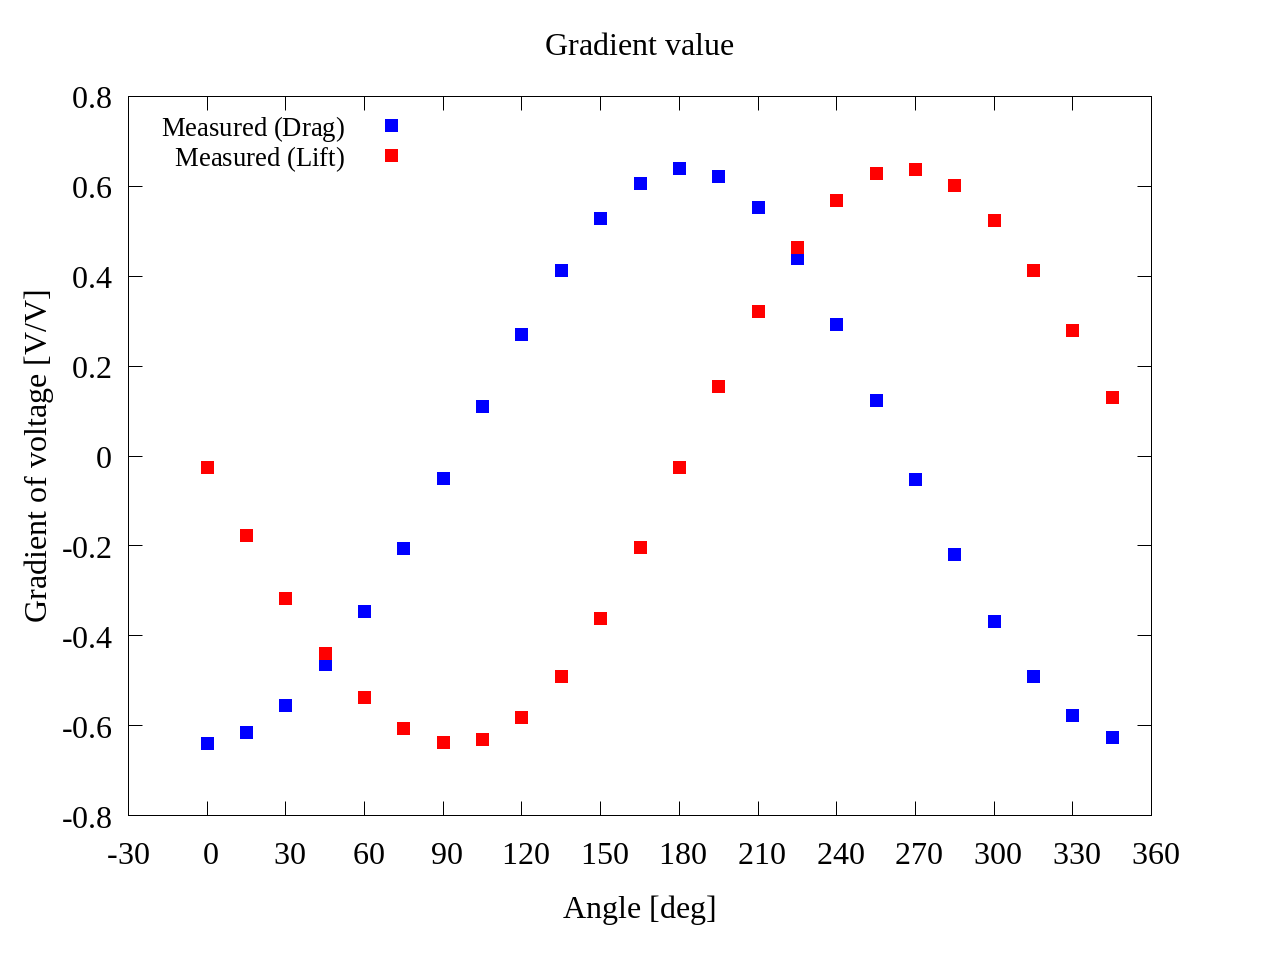 Gradient value
Measured (Drag)
Measured (Lift)
Gradient of voltage [V/V]
0.8
0.6
0.4
0.2
0
-0.2
-0.4
-0.6
-0.8
-30 0 30 60 90 120 150 180 210 240 270 300 330 360
Angle [deg]